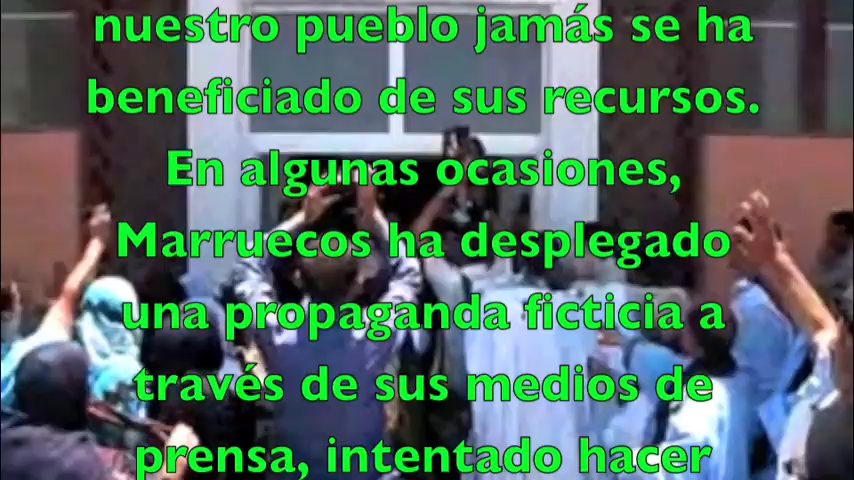 nuestro pueblo jamás se ha
beneficiado de sus recursos.
En algunas ocasiones,
Marruecos ha desplegado
una propaganda ficticia a
través de sus medios de
prensa, intentado hacer